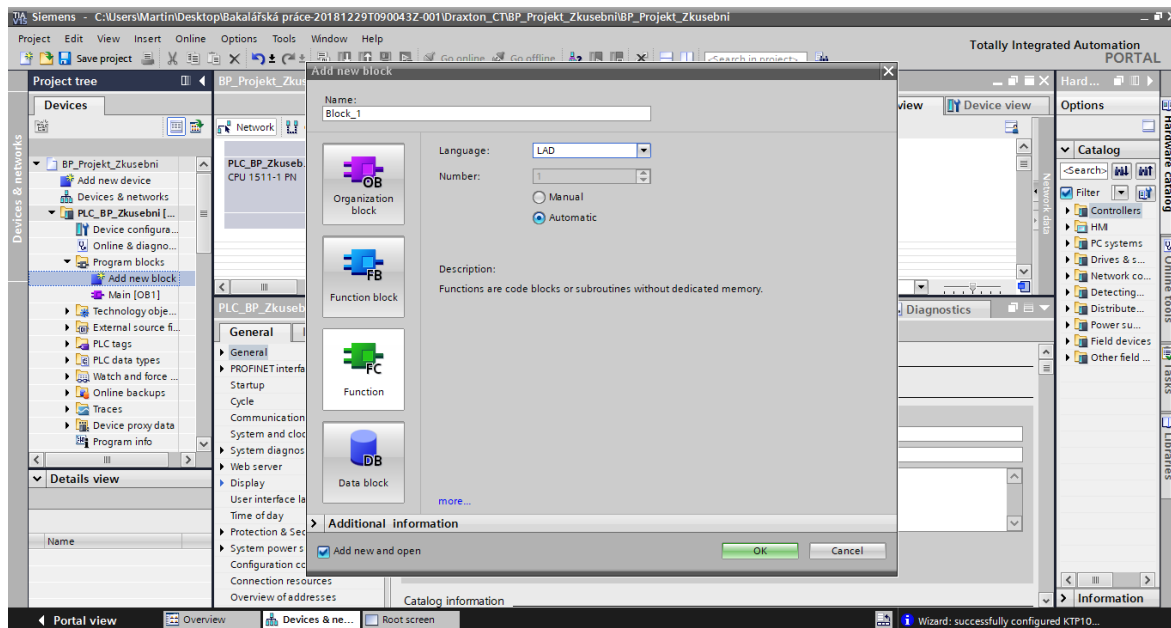 Siemens - C:\Users\Martin\Desktop\Bakalářská práce-20181229T090043Z-001\Draxton_CT\BP_Projekt_Zkusebni\BP_Projekt_Zkusebni
Project Edit View Insert Online Options Tools Window Help
Totally Integrated Automation
PORTAL
Save project
Go online Go offline
<Search in project>
Project tree
BP_Projekt_Zkus
Hard...
Devices
view
Device view
Options
Network
Catalog
<Search>
Filter
Controllers
HMI
PC systems
Drives & s...
Network co...
Detecting...
Distribute...
Power su...
Field devices
Other field ...
Devices & networks
BP_Projekt_Zkusebni
Add new device
Devices & networks
PLC_BP_Zkusebni [...
Device configura...
Online & diagno...
Program blocks
Add new block
Main [OB1]
Technology obje...
External source fi...
PLC tags
PLC data types
Watch and force ...
Online backups
Traces
Device proxy data
Program info
Details view
Name
PLC_BP_Zkuseb
CPU 1511-1 PN
Network data
PLC_BP_Zkuseb
Diagnostics
General
General
PROFINET interfa
Startup
Cycle
Communication
System and cloc
System diagnos
Web server
Display
User interface la
Time of day
Protection & Sec
System power s
Configuration co
Connection resources
Overview of addresses
Catalog information
Add new block
Name:
Block_1
OB
Organization
block
FB
Function block
FC
Function
DB
Data block
Language: LAD
Number: 1
Manual
Automatic
Description:
Functions are code blocks or subroutines without dedicated memory.
more...
Additional information
Add new and open
OK
Cancel
Hardware catalog
Online tools
Tasks
Libraries
Information
Portal view
Overview
Devices & ne...
Root screen
Wizard: successfully configured KTP10...